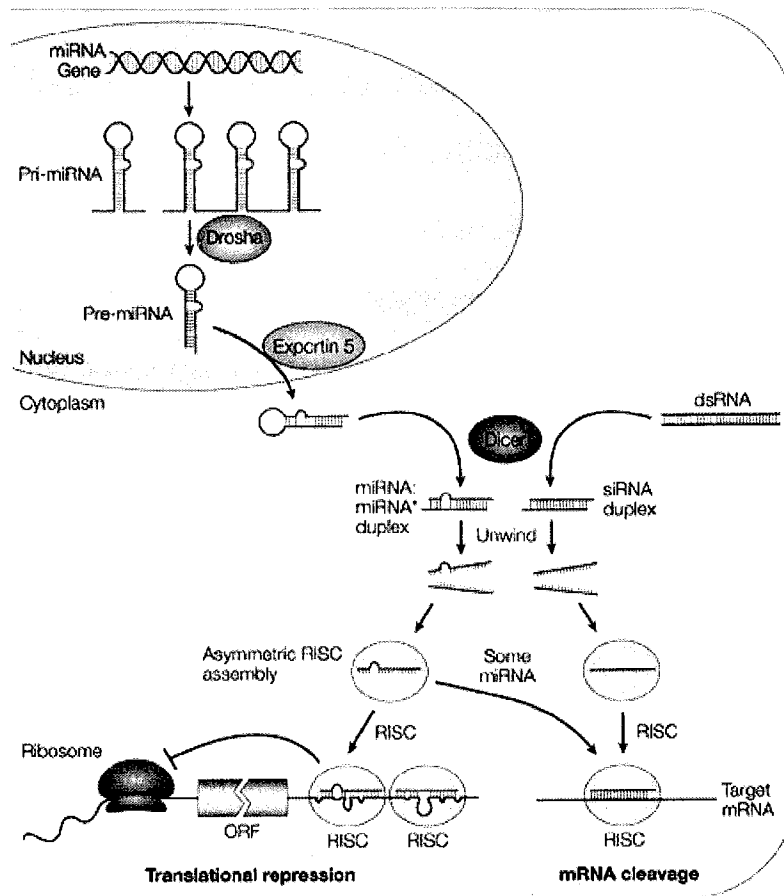 miRNA
Gene
Pri-miRNA
Drosha
Pre-miRNA
Exportin 5
Nucleus
Cytoplasm
dsRNA
Dicer
miRNA:
miRNA*
duplex
siRNA
duplex
Unwind
Asymmetric RISC
assembly
Some
miRNA
RISC
RISC
Ribosome
ORF
RISC
RISC
RISC
Target
mRNA
Translational repression
mRNA cleavage